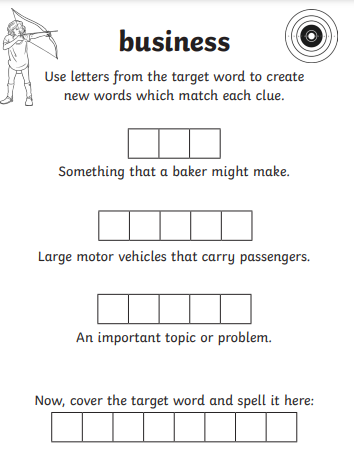 business
Use letters from the target word to create
new words which match each clue.
Something that a baker might make.
Large motor vehicles that carry passengers.
An important topic or problem.
Now, cover the target word and spell it here: